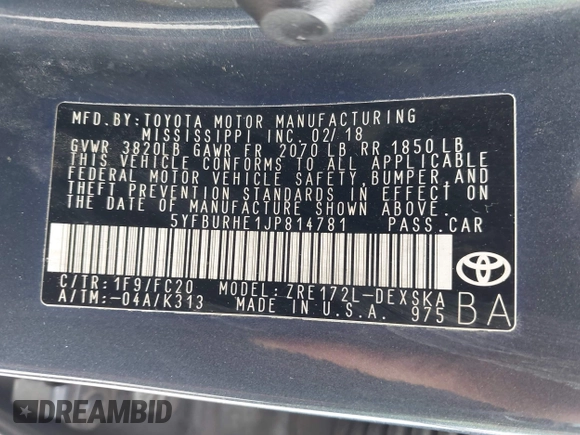 MFD. BY: TOYOTA MOTOR MANUFACTURING
MISSISSIPPI INC. 02/18
GVWR 3820LB GAWR FR 2070 LB RR 1850 LB
THIS VEHICLE CONFORMS TO ALL APPLICABLE
FEDERAL MOTOR VEHICLE SAFETY, BUMPER, AND
THEFT PREVENTION STANDARDS IN EFFECT ON
THE DATE OF MANUFACTURE SHOWN ABOVE.
5YFBURHE1JP814781 PASS. CAR
C/TR: 1F9/FC20 MODEL: ZRE172L-DEXSKA
A/TM: -04A/K313 MADE IN U.S.A. 975
BA
DREAMBID